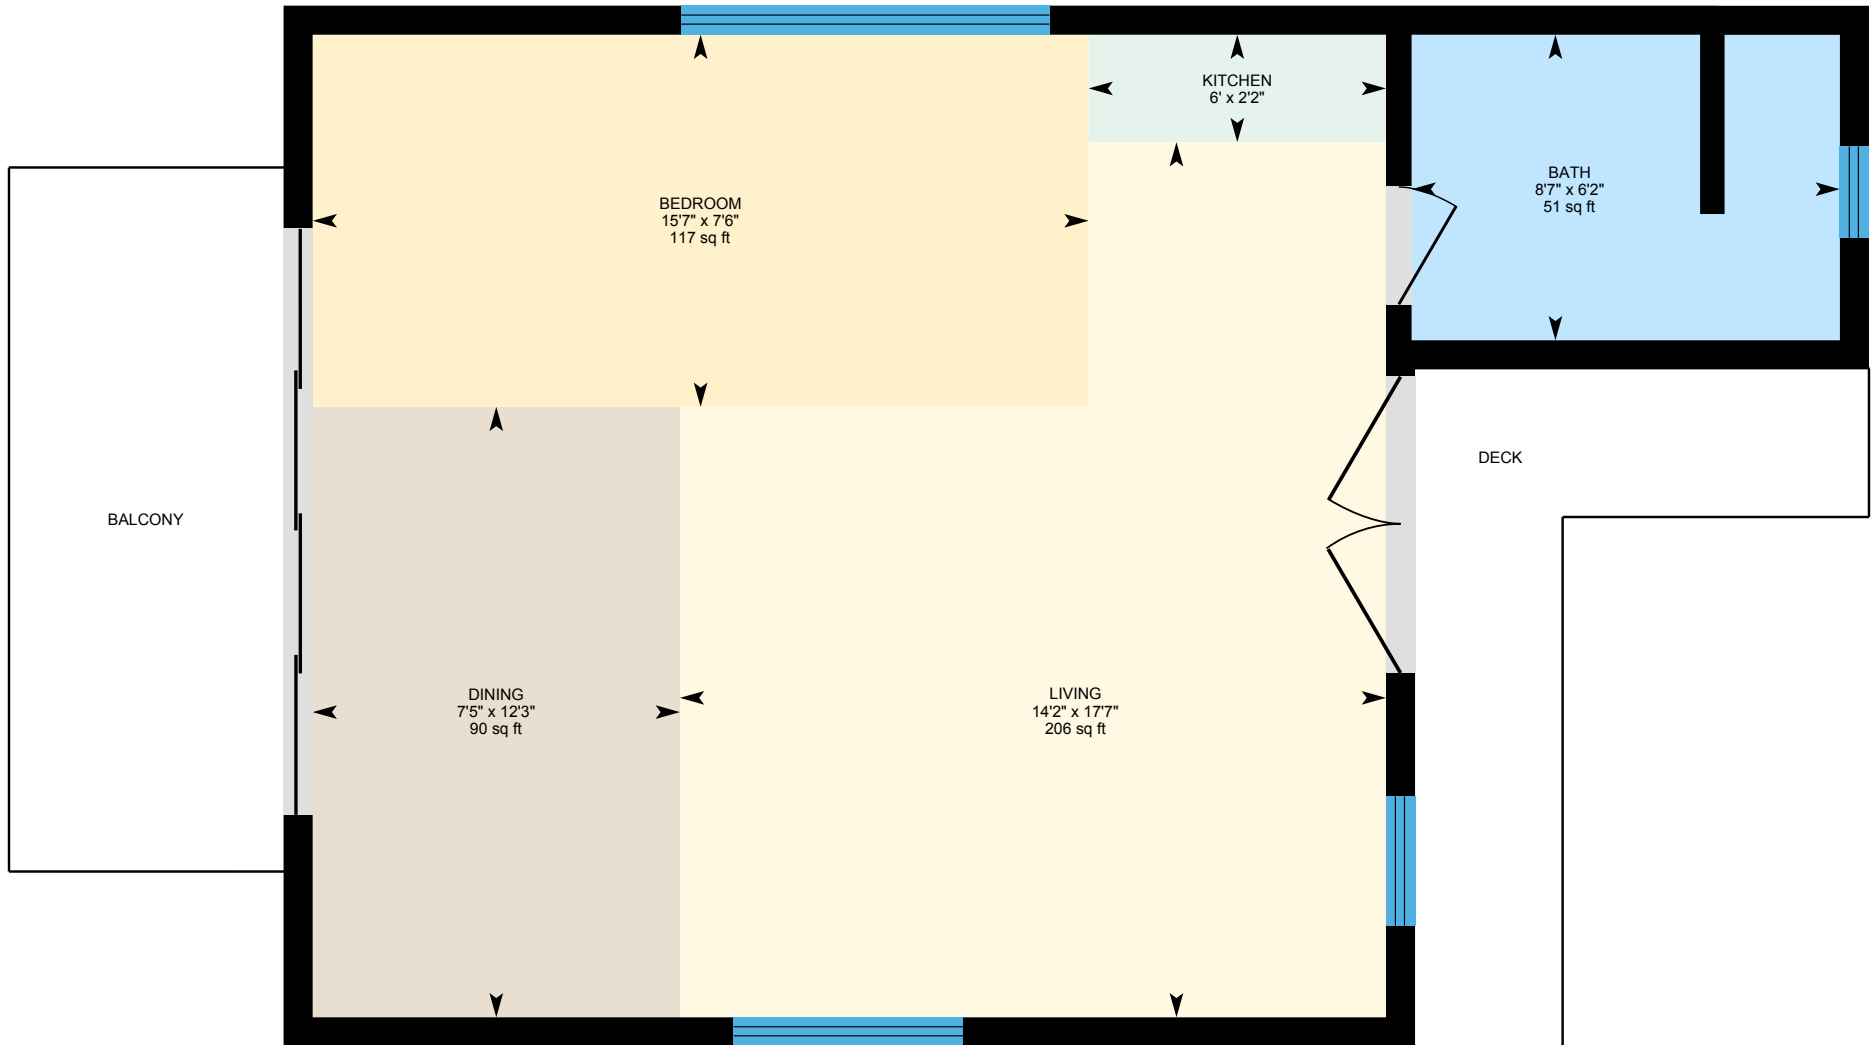 KITCHEN
6' x 2'2"
BATH
8'7" x 6'2"
51 sq ft
BEDROOM
15'7" x 7'6"
117 sq ft
DECK
BALCONY
DINING
7'5" x 12'3"
90 sq ft
LIVING
14'2" x 17'7"
206 sq ft